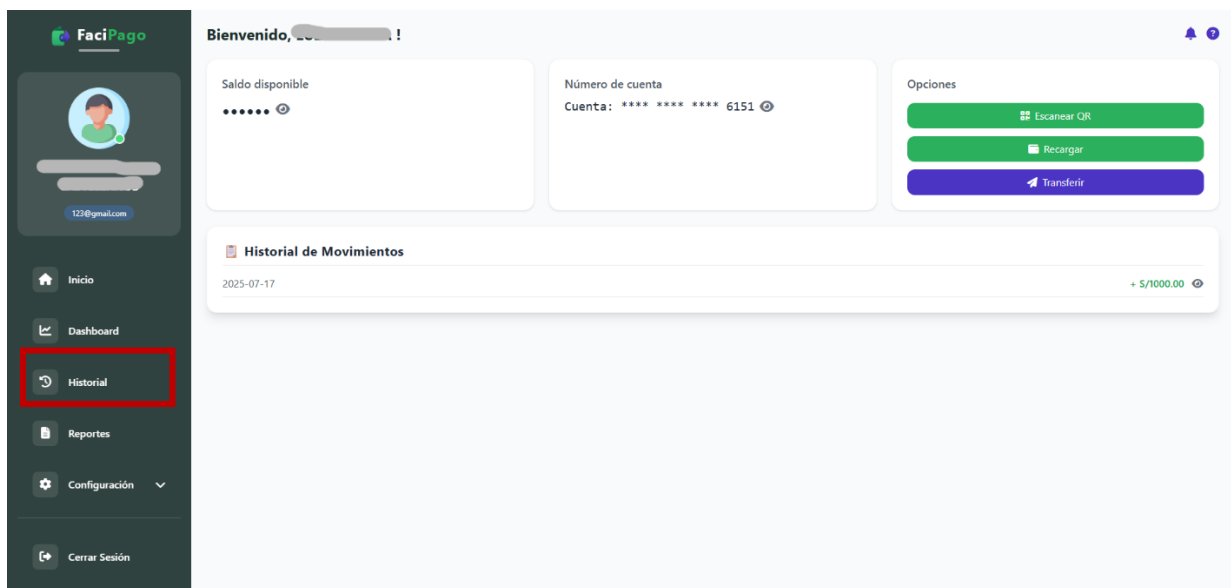 FaciPago
123@gmail.com
Inicio
Dashboard
Historial
Reportes
Configuración
Cerrar Sesión
Bienvenido, !
Saldo disponible
••••••
Número de cuenta
Cuenta: **** **** **** 6151
Opciones
Escanear QR
Recargar
Transferir
Historial de Movimientos
2025-07-17 + S/1000.00